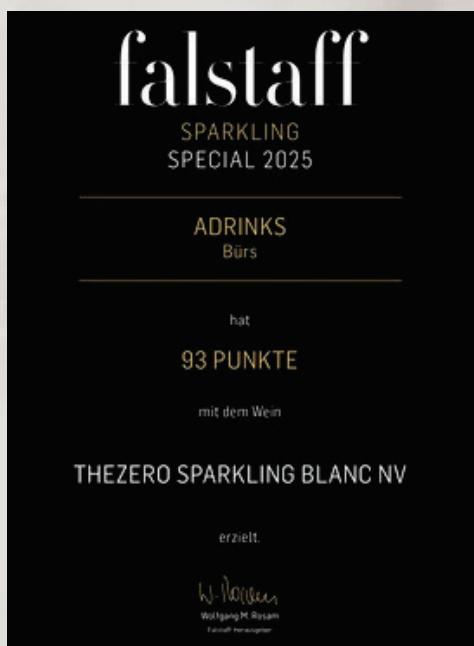 falstaff
SPARKLING
SPECIAL 2025
ADRINKS
Bürs
hat
93 PUNKTE
mit dem Wein
THEZERO SPARKLING BLANC NV
erzielt.
W. Rosam
Wolfgang M. Rosam
Falstaff-Herausgeber